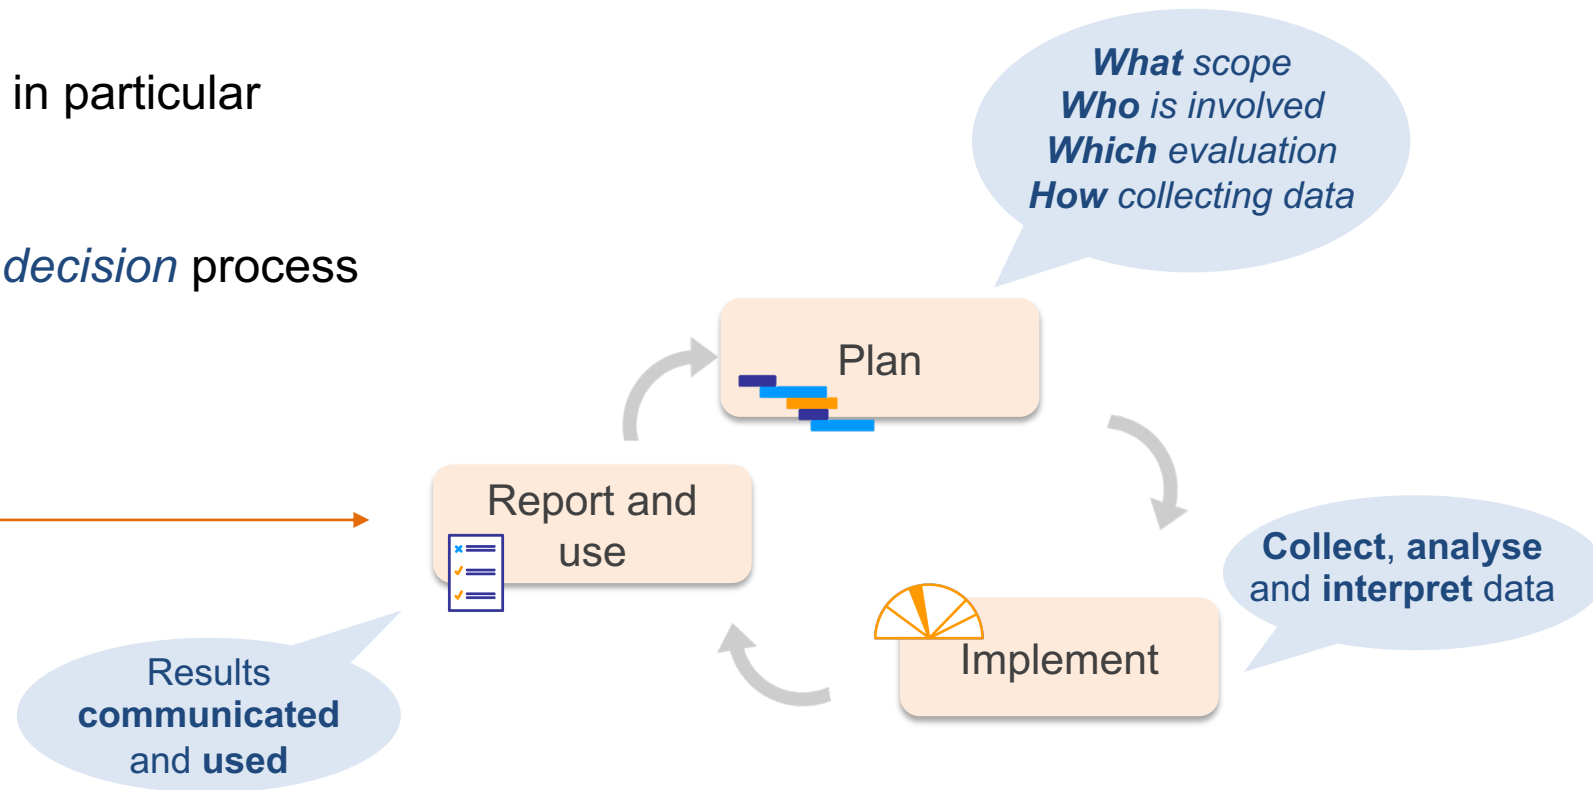 in particular
decision process
What scope
Who is involved
Which evaluation
How collecting data
Plan
Report and
use
Collect, analyse
and interpret data
Implement
Results
communicated
and used